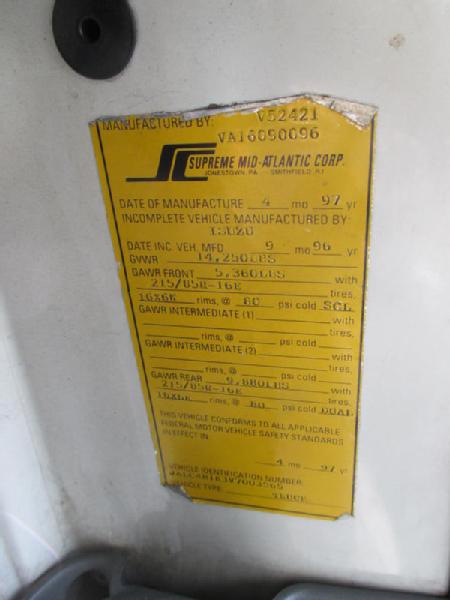 MANUFACTURED BY: V52421
VA16090096
SUPREME MID-ATLANTIC CORP.
JONESTOWN, PA SMITHFIELD, R.I.
DATE OF MANUFACTURE 4 mo 97 yr
INCOMPLETE VEHICLE MANUFACTURED BY:
ISUZU
DATE INC. VEH. MFD 9 mo 96 yr
GVWR 14,250LBS
GAWR FRONT 5,360LBS with
215/85R-16E tires,
16X6K rims, @ 80 psi cold SGL
GAWR INTERMEDIATE (1) with
tires,
rims, @ psi cold
GAWR INTERMEDIATE (2) with
tires,
rims, @ psi cold
GAWR REAR 9,880LBS with
215/85R-16E tires,
16X6K rims, @ 80 psi cold DUAL
THIS VEHICLE CONFORMS TO ALL APPLICABLE
FEDERAL MOTOR VEHICLE SAFETY STANDARDS
IN EFFECT IN
4 mo 97 yr
VEHICLE IDENTIFICATION NUMBER
VEHICLE TYPE TRUCK